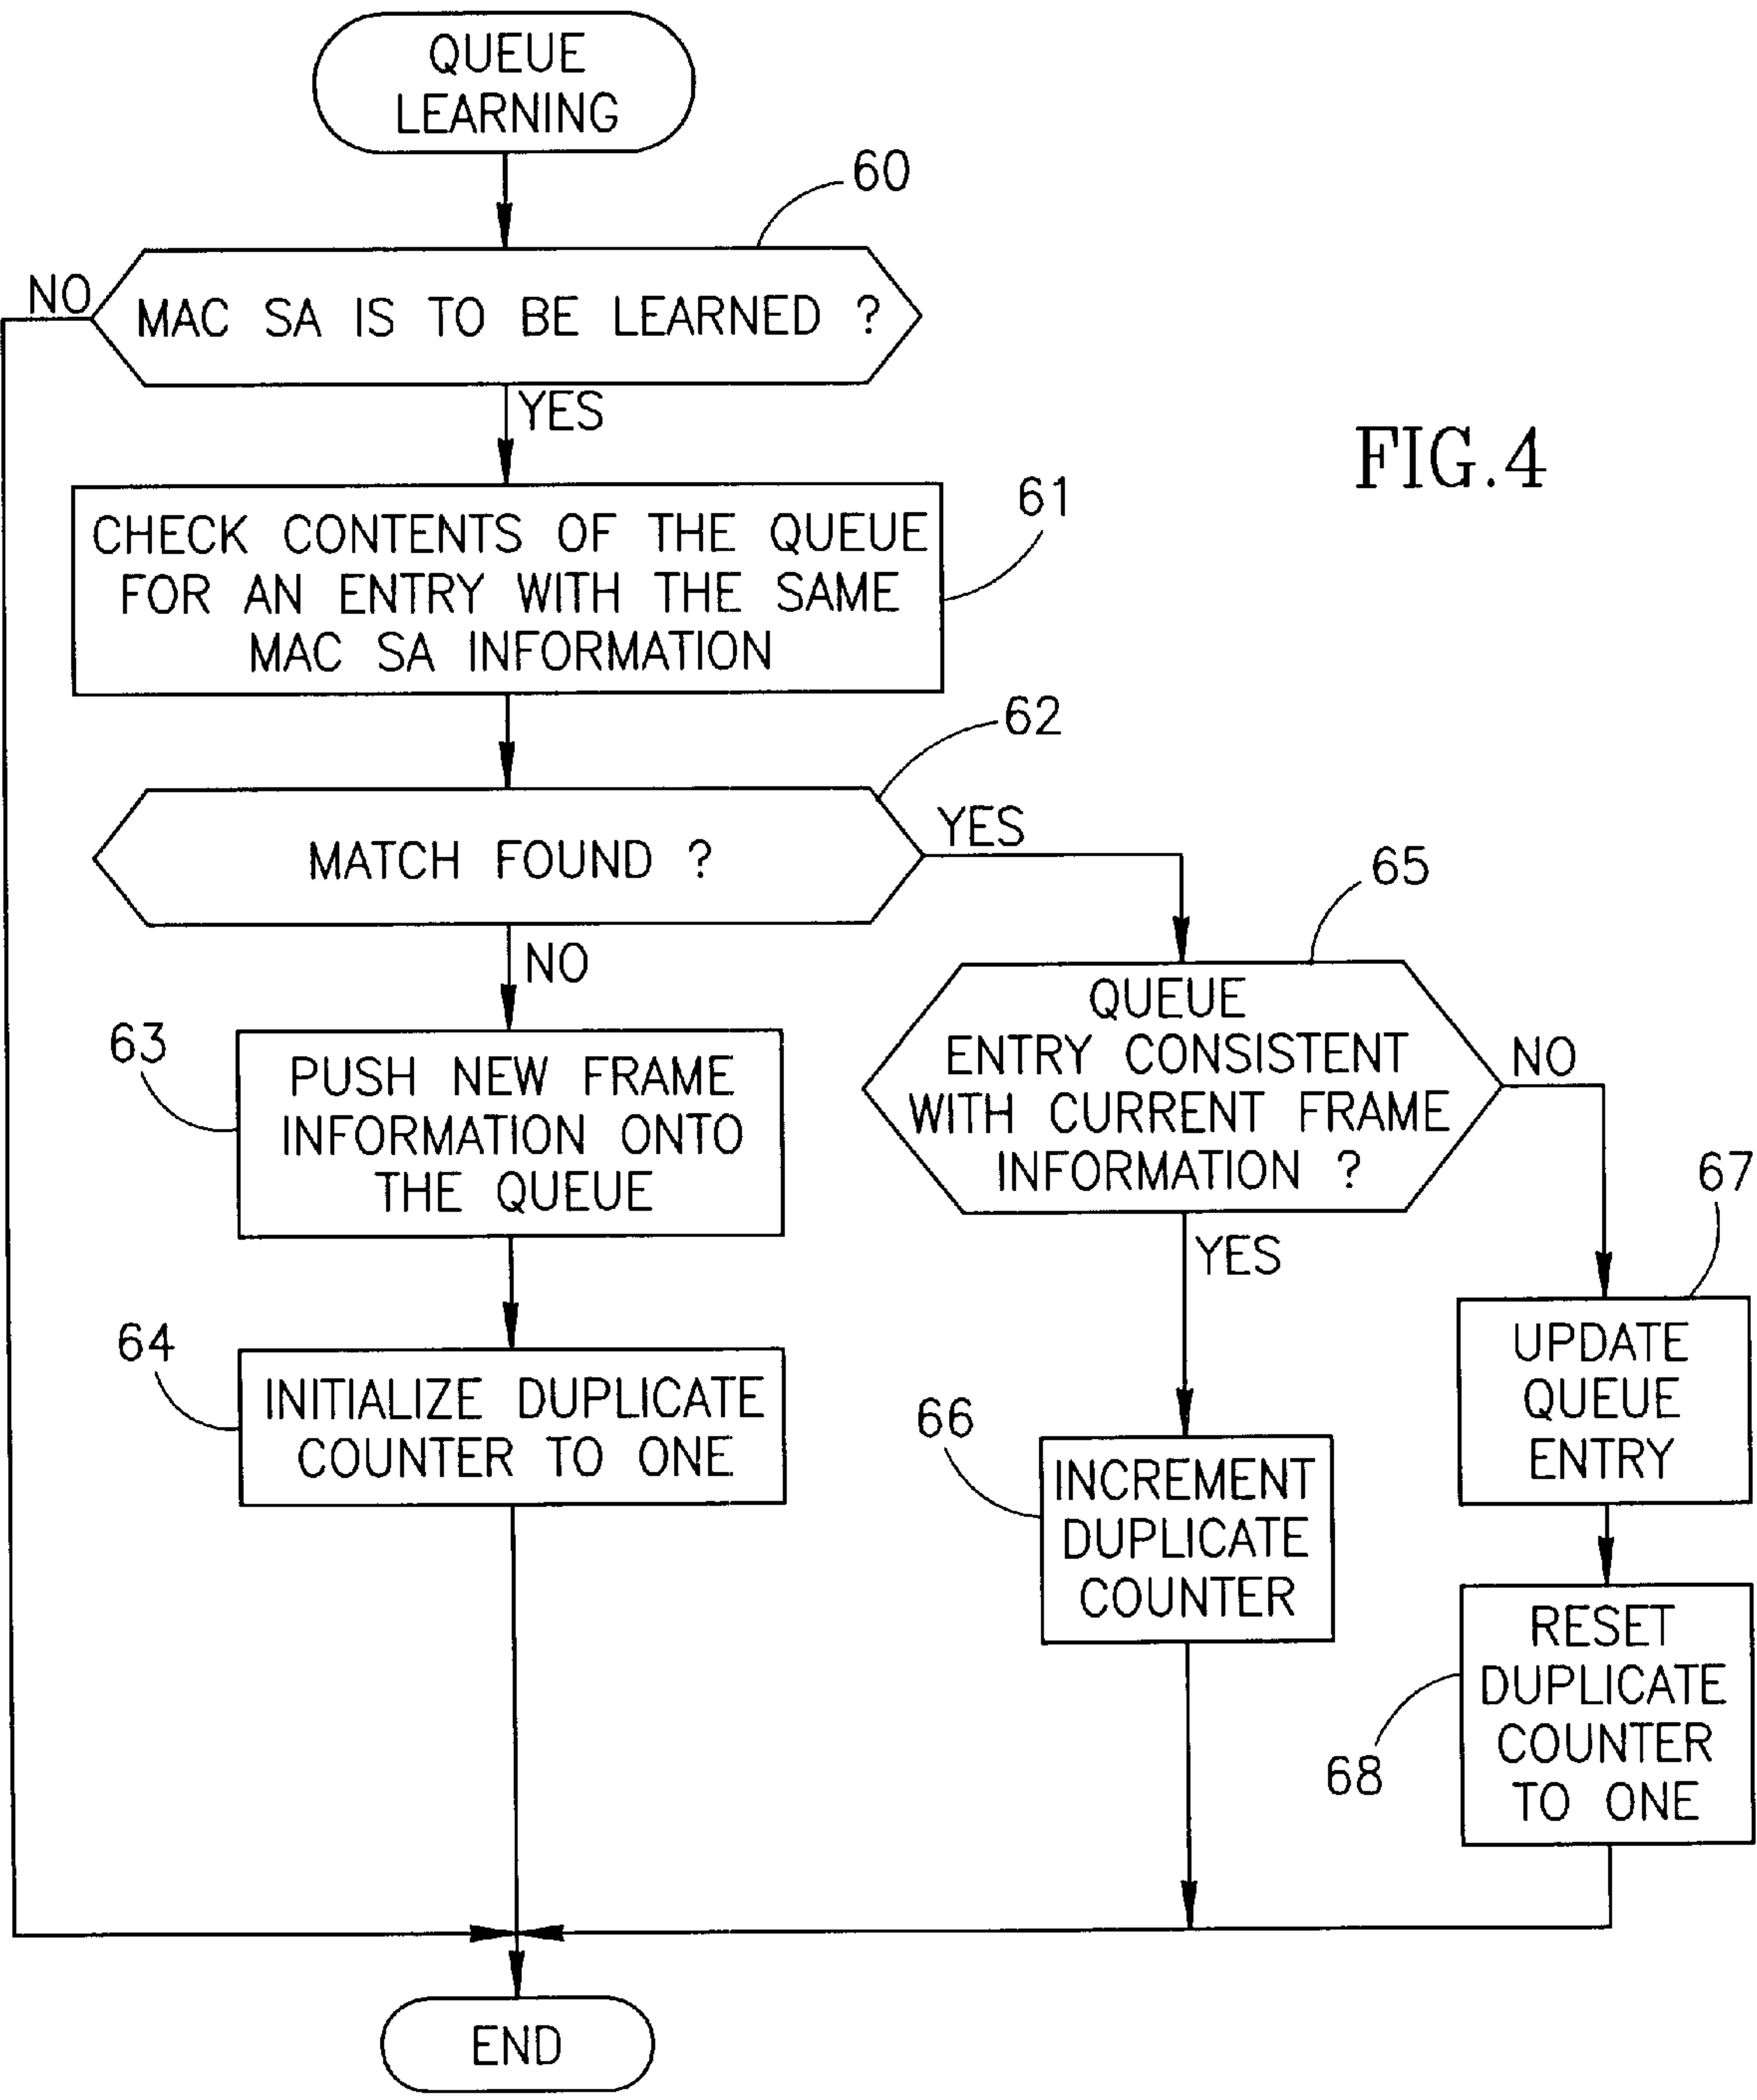 QUEUE
LEARNING
60
NO
MAC SA IS TO BE LEARNED ?
YES
FIG.4
61
CHECK CONTENTS OF THE QUEUE
FOR AN ENTRY WITH THE SAME
MAC SA INFORMATION
62
MATCH FOUND ?
YES
65
NO
QUEUE
ENTRY CONSISTENT
WITH CURRENT FRAME
INFORMATION ?
NO
63
PUSH NEW FRAME
INFORMATION ONTO
THE QUEUE
YES
67
64
INITIALIZE DUPLICATE
COUNTER TO ONE
66
INCREMENT
DUPLICATE
COUNTER
UPDATE
QUEUE
ENTRY
68
RESET
DUPLICATE
COUNTER
TO ONE
END